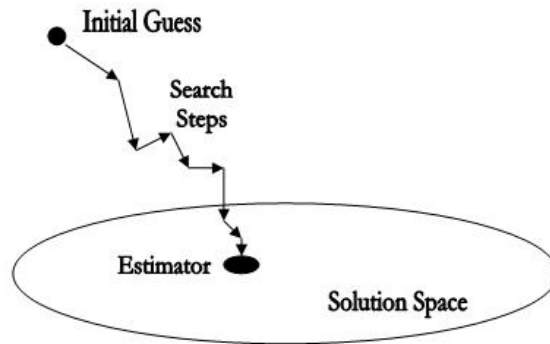 Initial Guess
Search
Steps
Estimator
Solution Space